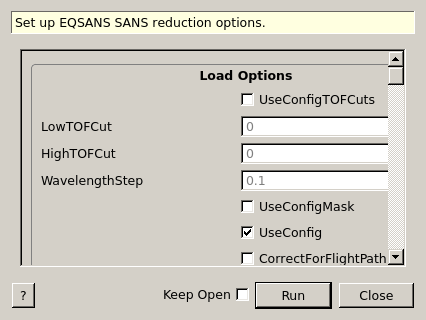 Set up EQSANS SANS reduction options.
Load Options
UseConfigTOFCuts
LowTOFCut 0
HighTOFCut 0
WavelengthStep 0.1
UseConfigMask
UseConfig
CorrectForFlightPath
? Keep Open Run Close